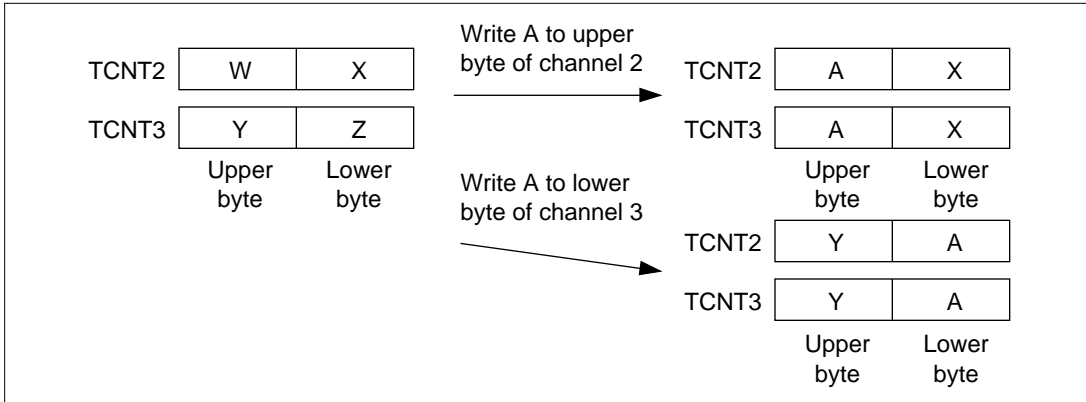 TCNT2 W X
TCNT3 Y Z
Upper byte Lower byte
Write A to upper
byte of channel 2
TCNT2 A X
TCNT3 A X
Upper byte Lower byte
Write A to lower
byte of channel 3
TCNT2 Y A
TCNT3 Y A
Upper byte Lower byte